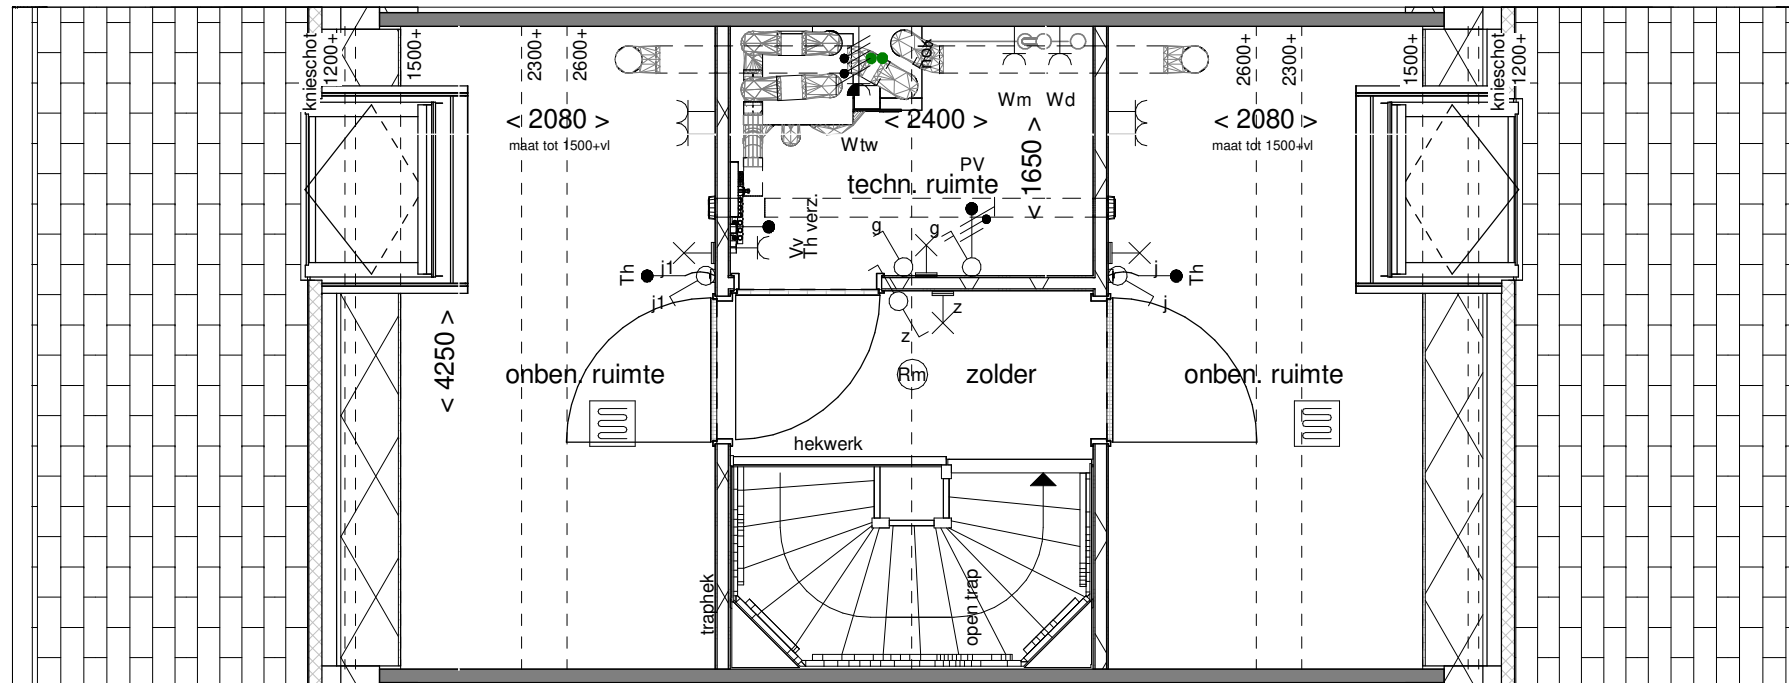 knieschot
1200+
1500+
2300+
2600+
< 2080 >
maat tot 1500+vl
< 4250 >
onben. ruimte
Th
j1
j1
Wtw
< 2400 >
Wm
Wd
< 1650 >
PV
techn. ruimte
Vv
Th verz.
g
g
z
z
Rm
zolder
hekwerk
traphek
open trap
2600+
2300+
1500+
knieschot
1200+
< 2080 >
maat tot 1500+vl
j
Th
j
onben. ruimte